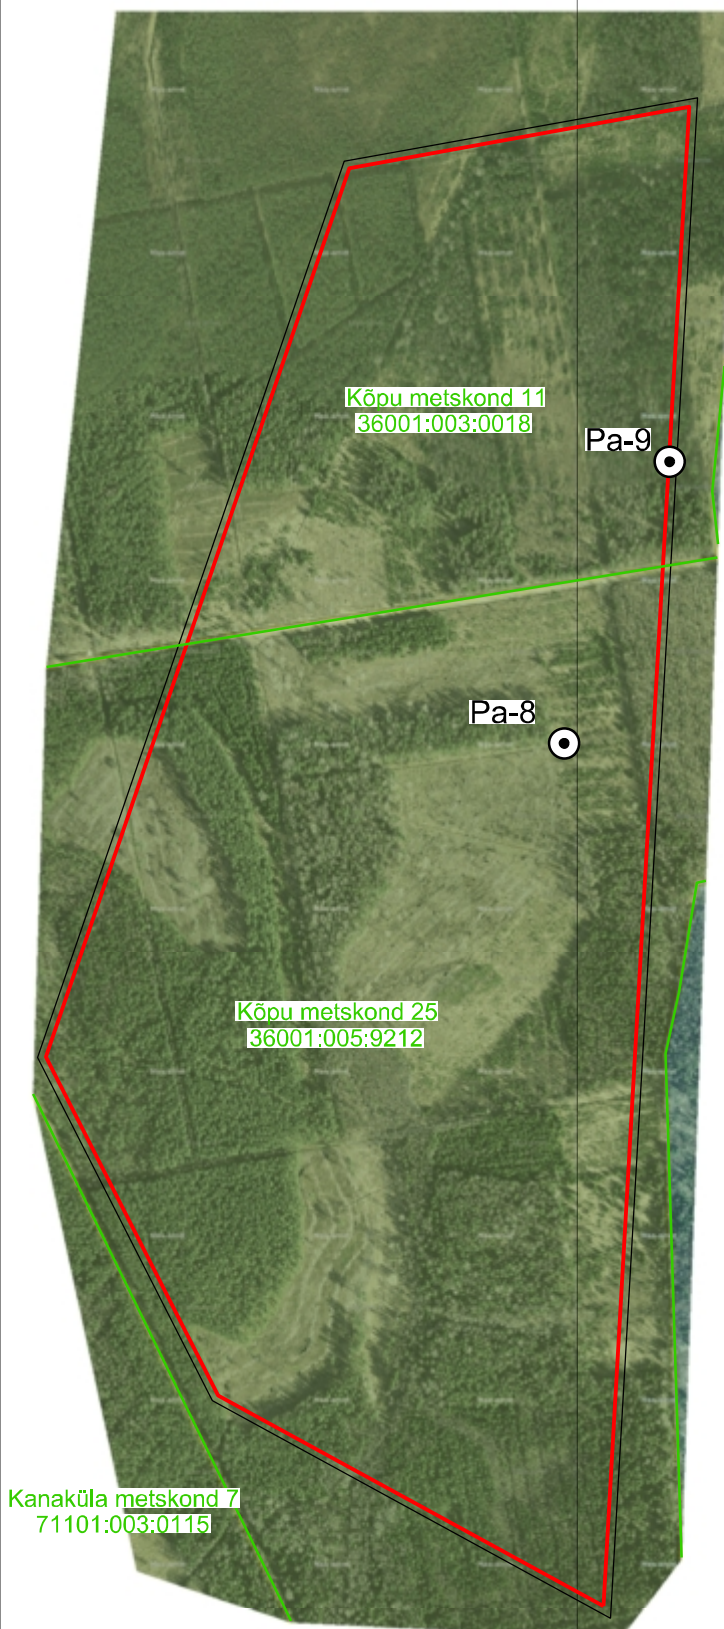 Kõpu metskond 11
36001:003:0018
Pa-9
Pa-8
Kõpu metskond 25
36001:005:9212
Kanaküla metskond 7
71101:003:0115